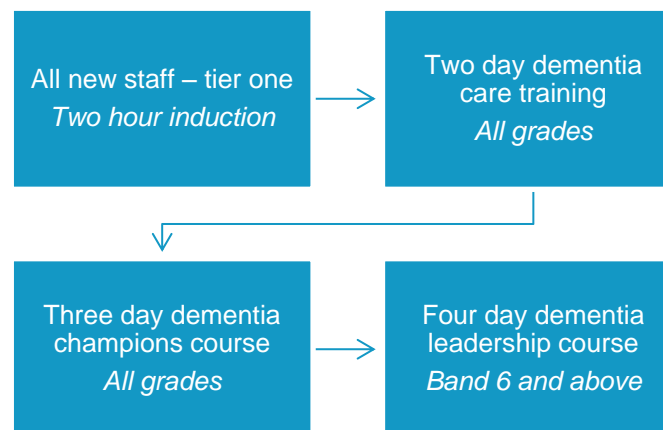 All new staff – tier one
Two hour induction
Two day dementia
care training
All grades
Three day dementia
champions course
All grades
Four day dementia
leadership course
Band 6 and above